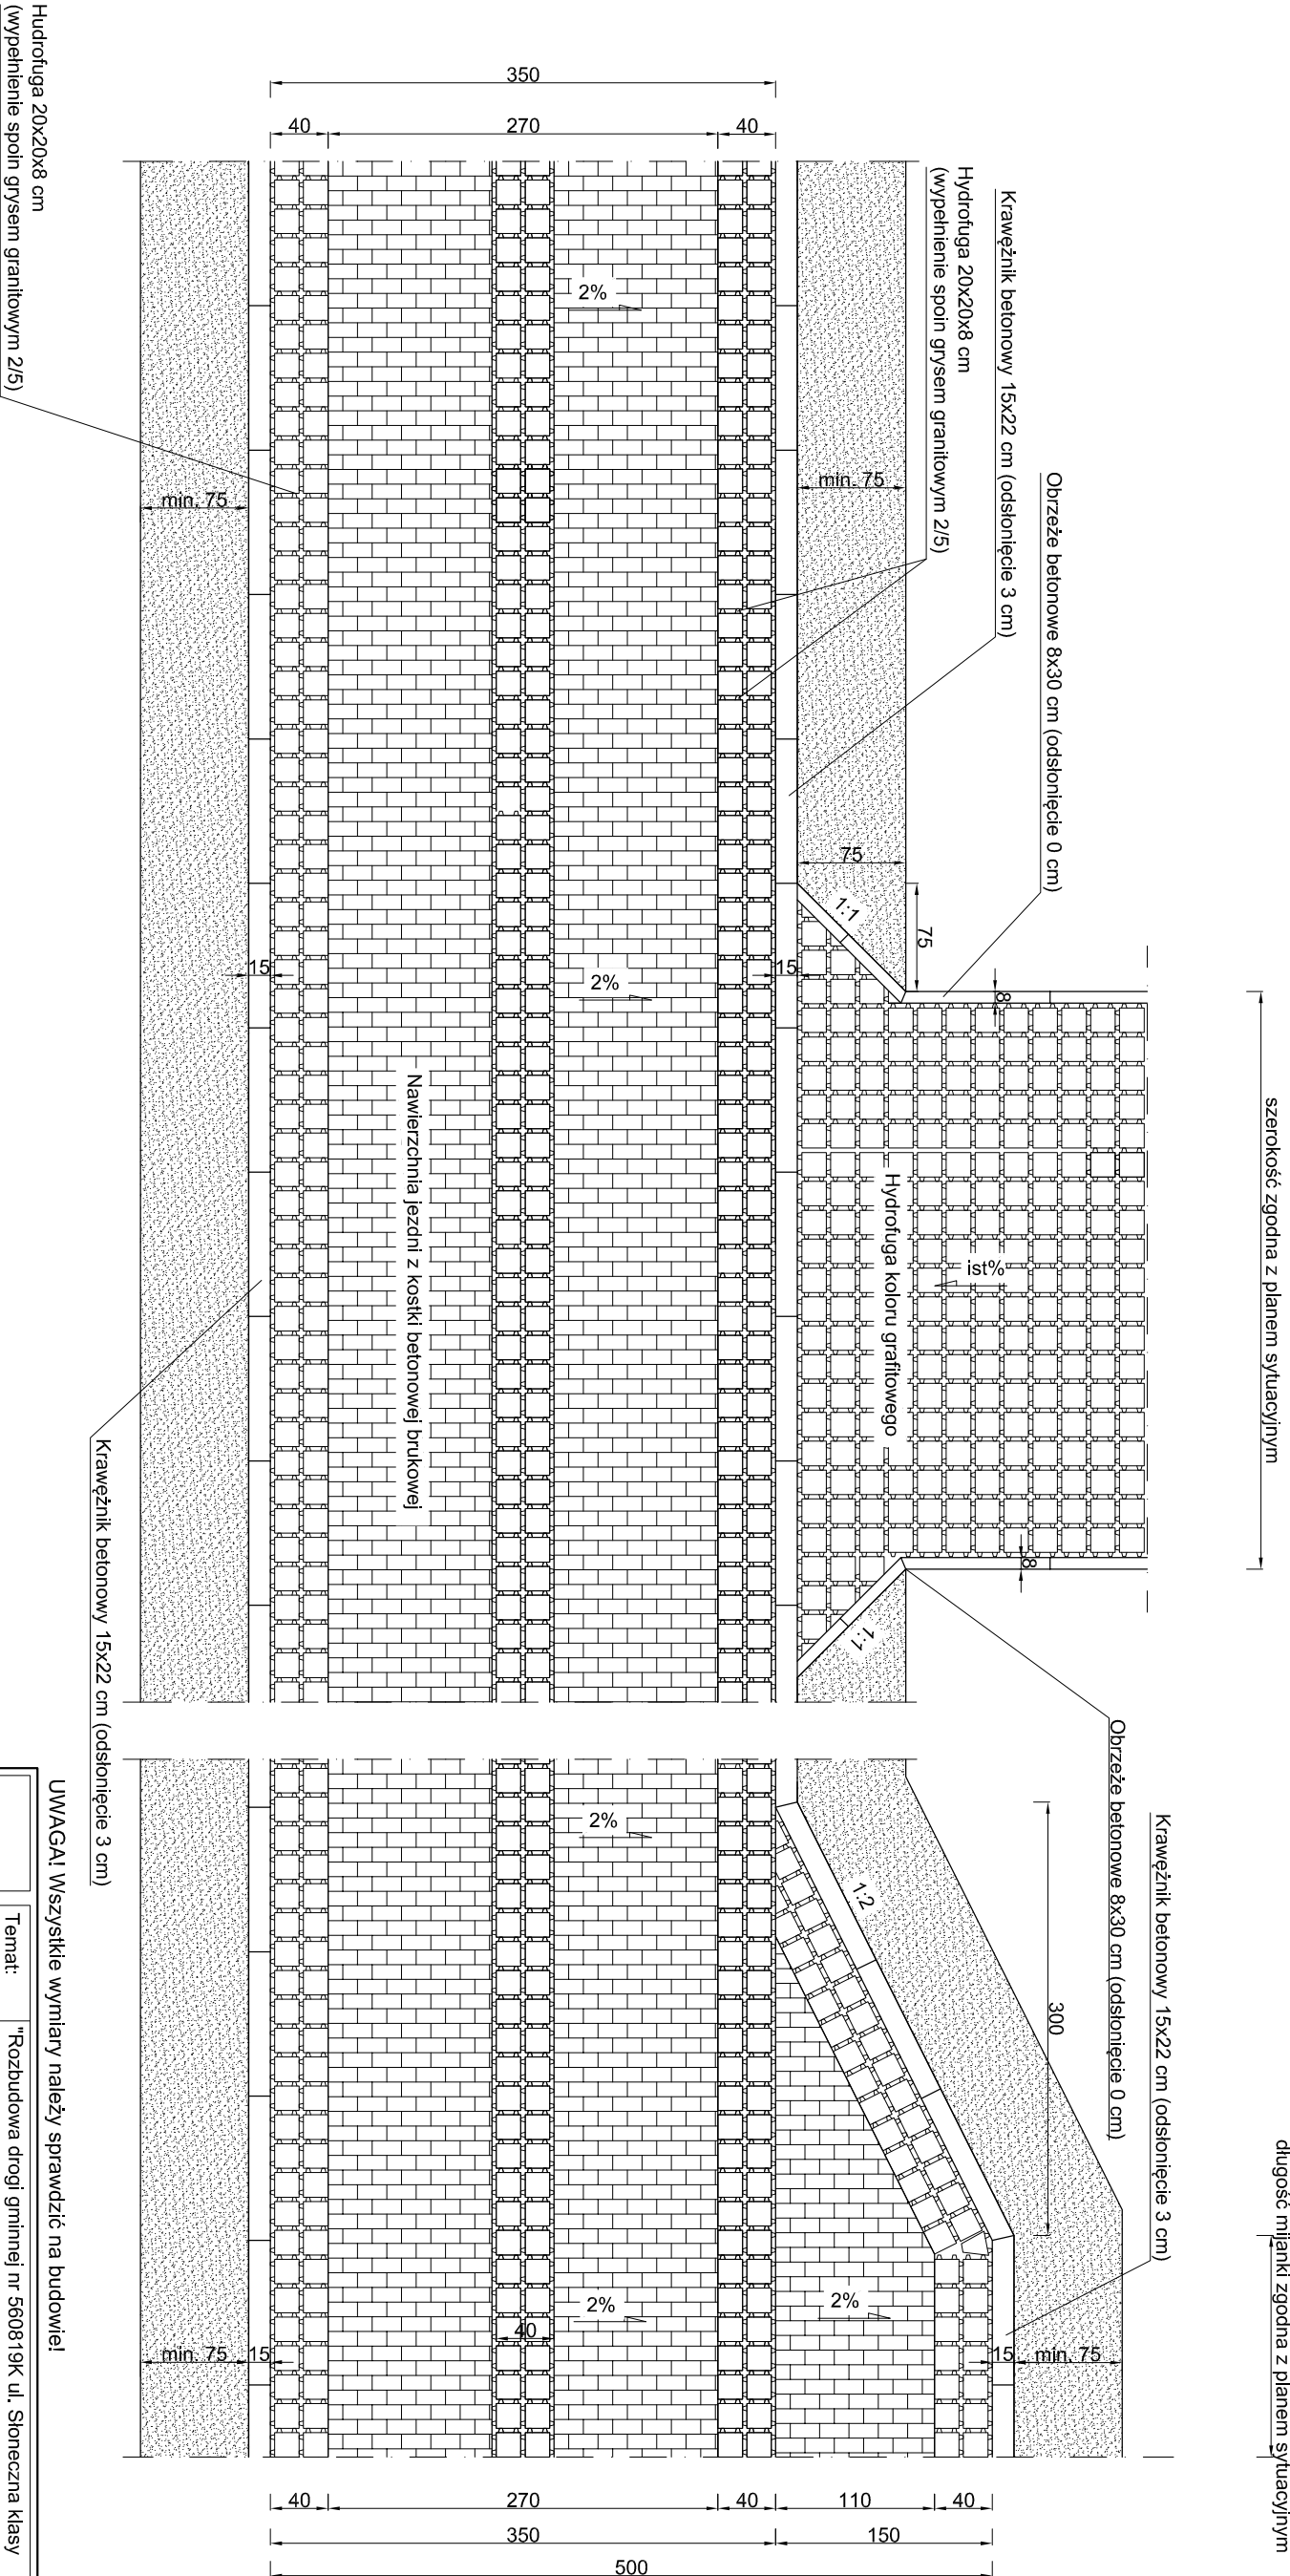 350
40
270
40
Hudrofuga 20x20x8 cm
(wypełnienie spoin grysem granitowym 2/5)
Hydrofuga 20x20x8 cm
(wypełnienie spoin grysem granitowym 2/5)
Krawężnik betonowy 15x22 cm (odsłonięcie 3 cm)
Obrzeże betonowe 8x30 cm (odsłonięcie 0 cm)
2%
min. 75
min. 75
75
75
1:1
15
15
2%
8
szerokość zgodna z planem sytuacyjnym
Nawierzchnia jezdni z kostki betonowej brukowej
Hydrofuga koloru grafitowego
ist%
8
1:1
Krawężnik betonowy 15x22 cm (odsłonięcie 3 cm)
Obrzeże betonowe 8x30 cm (odsłonięcie 0 cm)
Krawężnik betonowy 15x22 cm (odsłonięcie 3 cm)
2%
1:2
300
długość mijanki zgodna z planem sytuacyjnym
2%
2%
40
min. 75
15
15
min. 75
40
270
40
110
40
350
150
500
UWAGA! Wszystkie wymiary należy sprawdzić na budowie!
Temat:
"Rozbudowa drogi gminnej nr 560819K ul. Słoneczna klasy